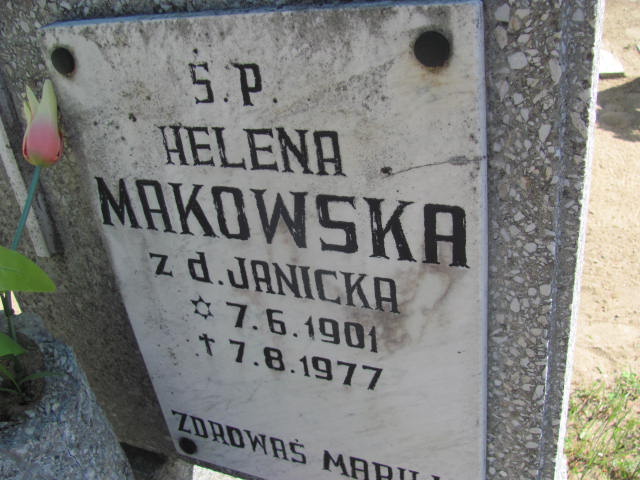 Ś.P.
HELENA
MAKOWSKA
z d. JANICKA
✡ 7.6.1901
✝ 7.8.1977
ZDROWAŚ